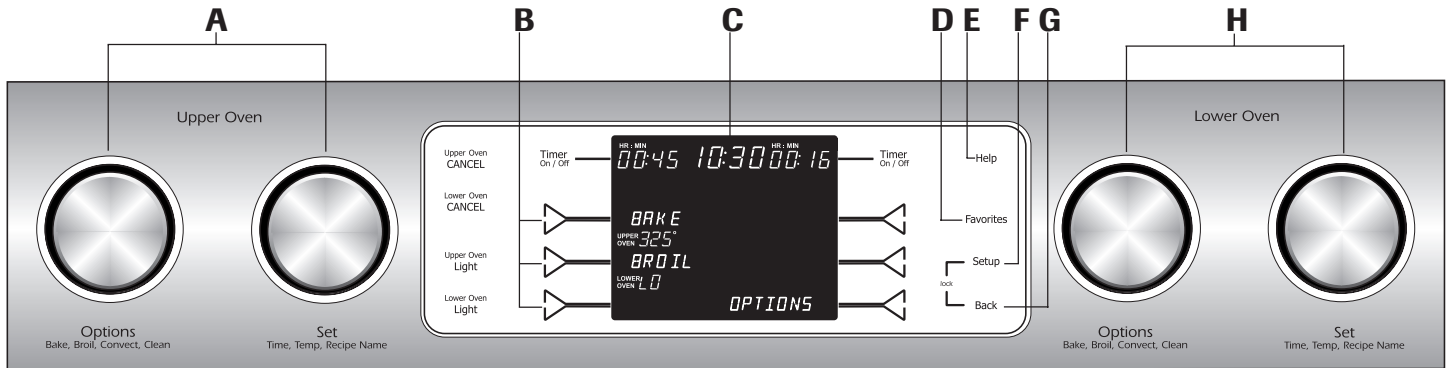 A B C D E F G H
Upper Oven
Lower Oven
Upper Oven
CANCEL
Timer
On / Off
HR : MIN
00:45
10:30
HR : MIN
00:16
Timer
On / Off
Help
Lower Oven
CANCEL
BAKE
Favorites
UPPER
OVEN 325°
Upper Oven
Light
BROIL
Setup
lock
LOWER
OVEN LO
Lower Oven
Light
OPTIONS
Back
Options
Bake, Broil, Convect, Clean
Set
Time, Temp, Recipe Name
Options
Bake, Broil, Convect, Clean
Set
Time, Temp, Recipe Name